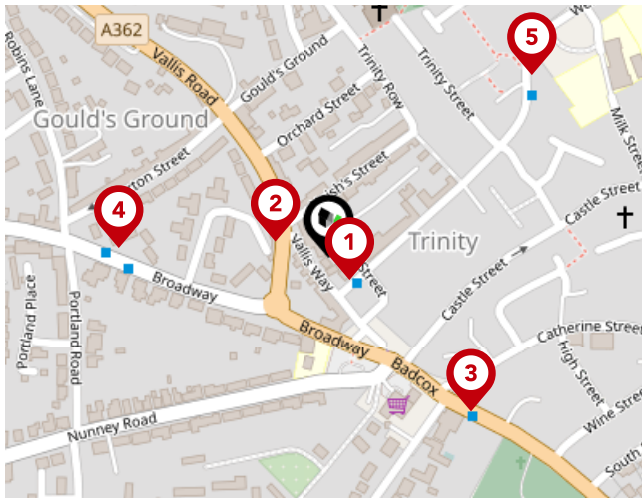 A362
Robins Lane
Vallis Road
Gould's Ground
Trinity Row
Trinity Street
5
Milk Street
Gould's Ground
Orchard Street
Street
4
2
1
Vallis Way
Street
Trinity
Castle Street
Castle Street
Broadway
Portland Place
Portland Road
Broadway
Badcox
3
Catherine Street
High Street
Wine Street
Nunney Road
South